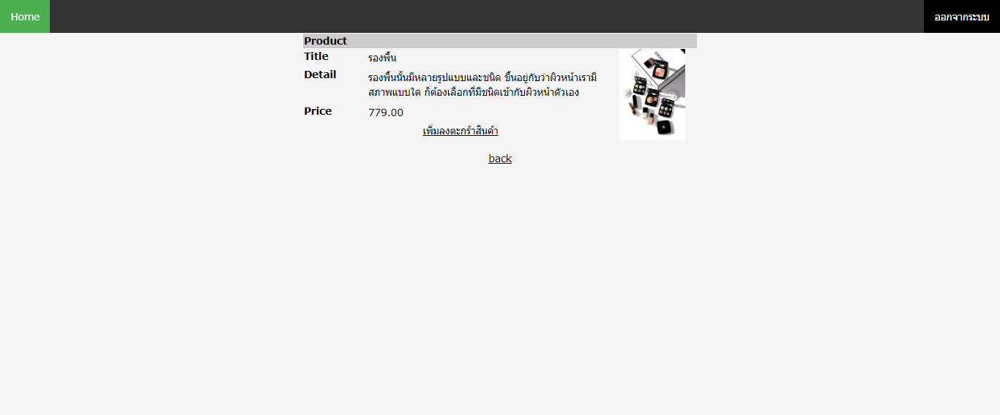 Home
ออกจากระบบ
Product
Title
รองพื้น
Detail
รองพื้นนั้นมีหลายรูปแบบและชนิด ขึ้นอยู่กับว่าผิวหน้าเรามี
สภาพแบบใด ก็ต้องเลือกที่มีชนิดเข้ากับผิวหน้าตัวเอง
Price
779.00
เพิ่มลงตะกร้าสินค้า
back